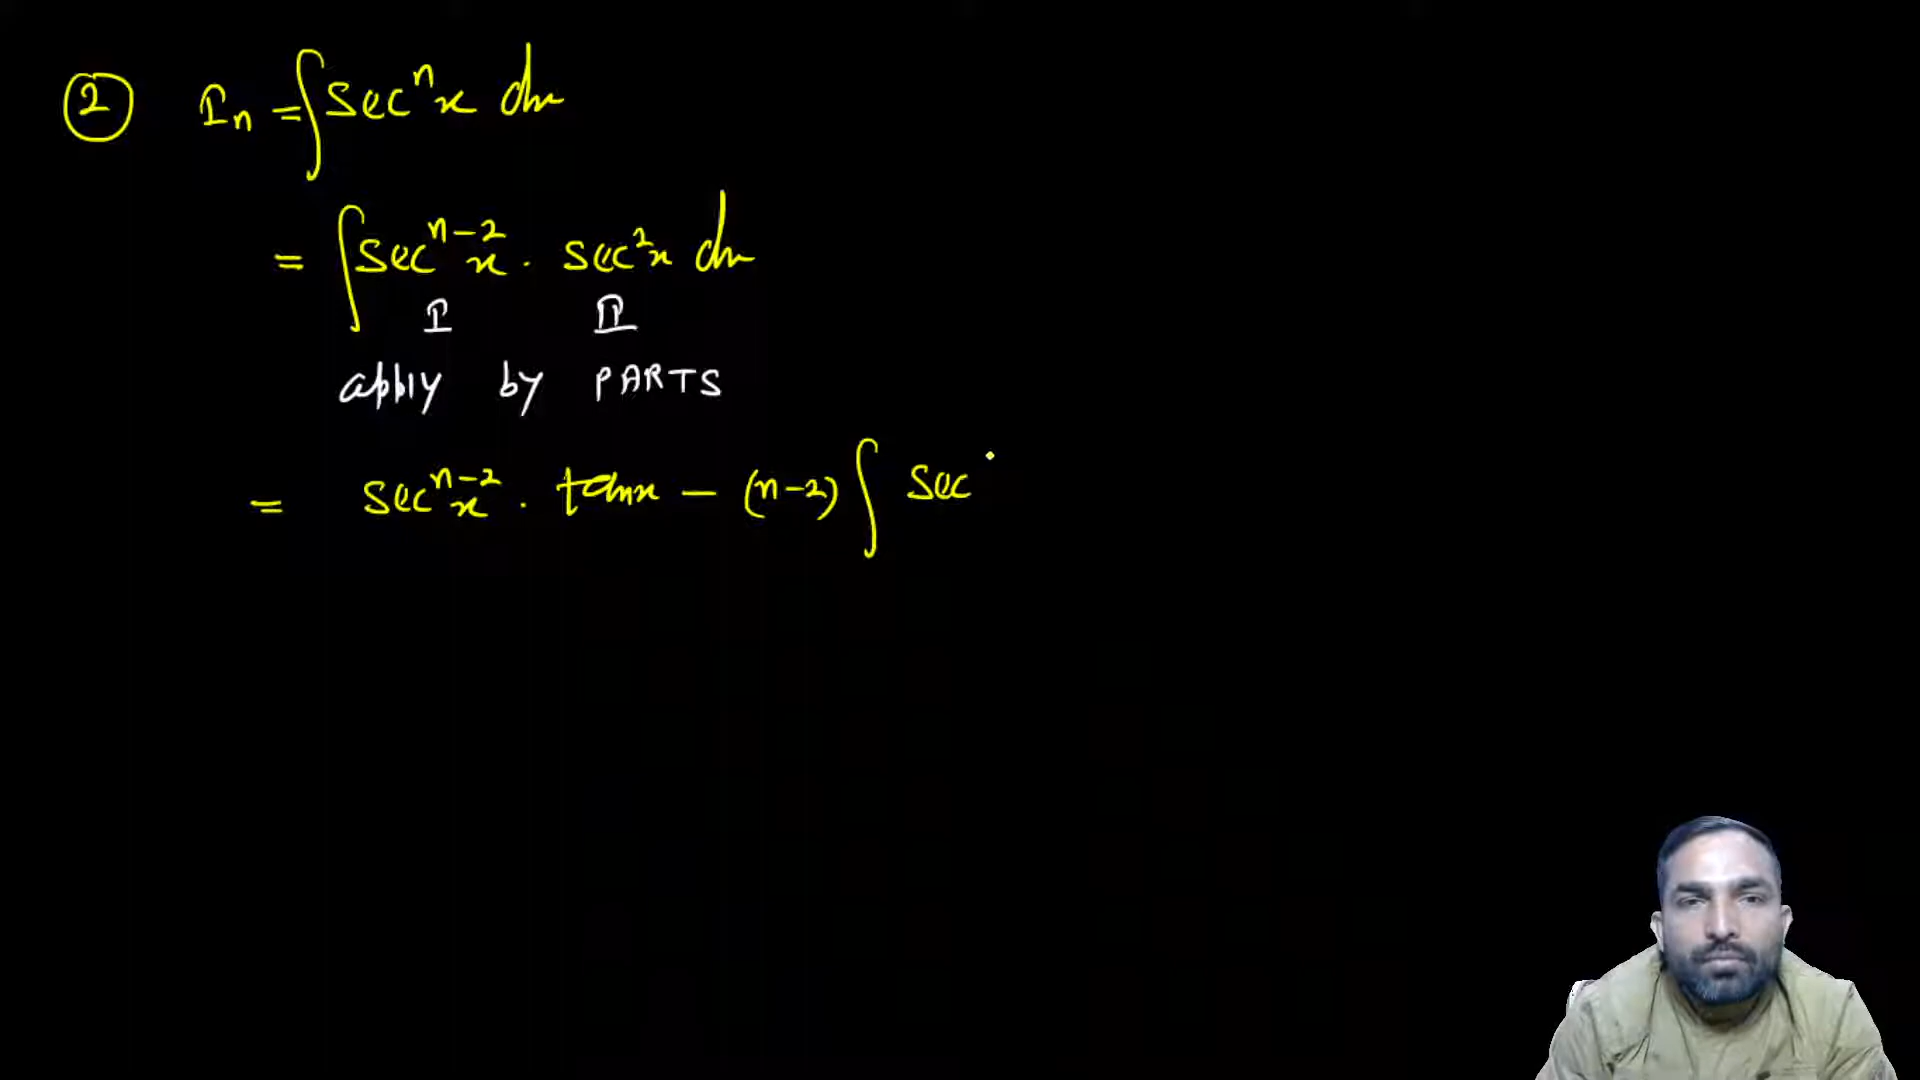 ② Iₙ = ∫ secⁿx dx
= ∫ secⁿ⁻²x · sec²x dx
I II
apply by PARTS
= secⁿ⁻²x · tanx − (n−2) ∫ sec